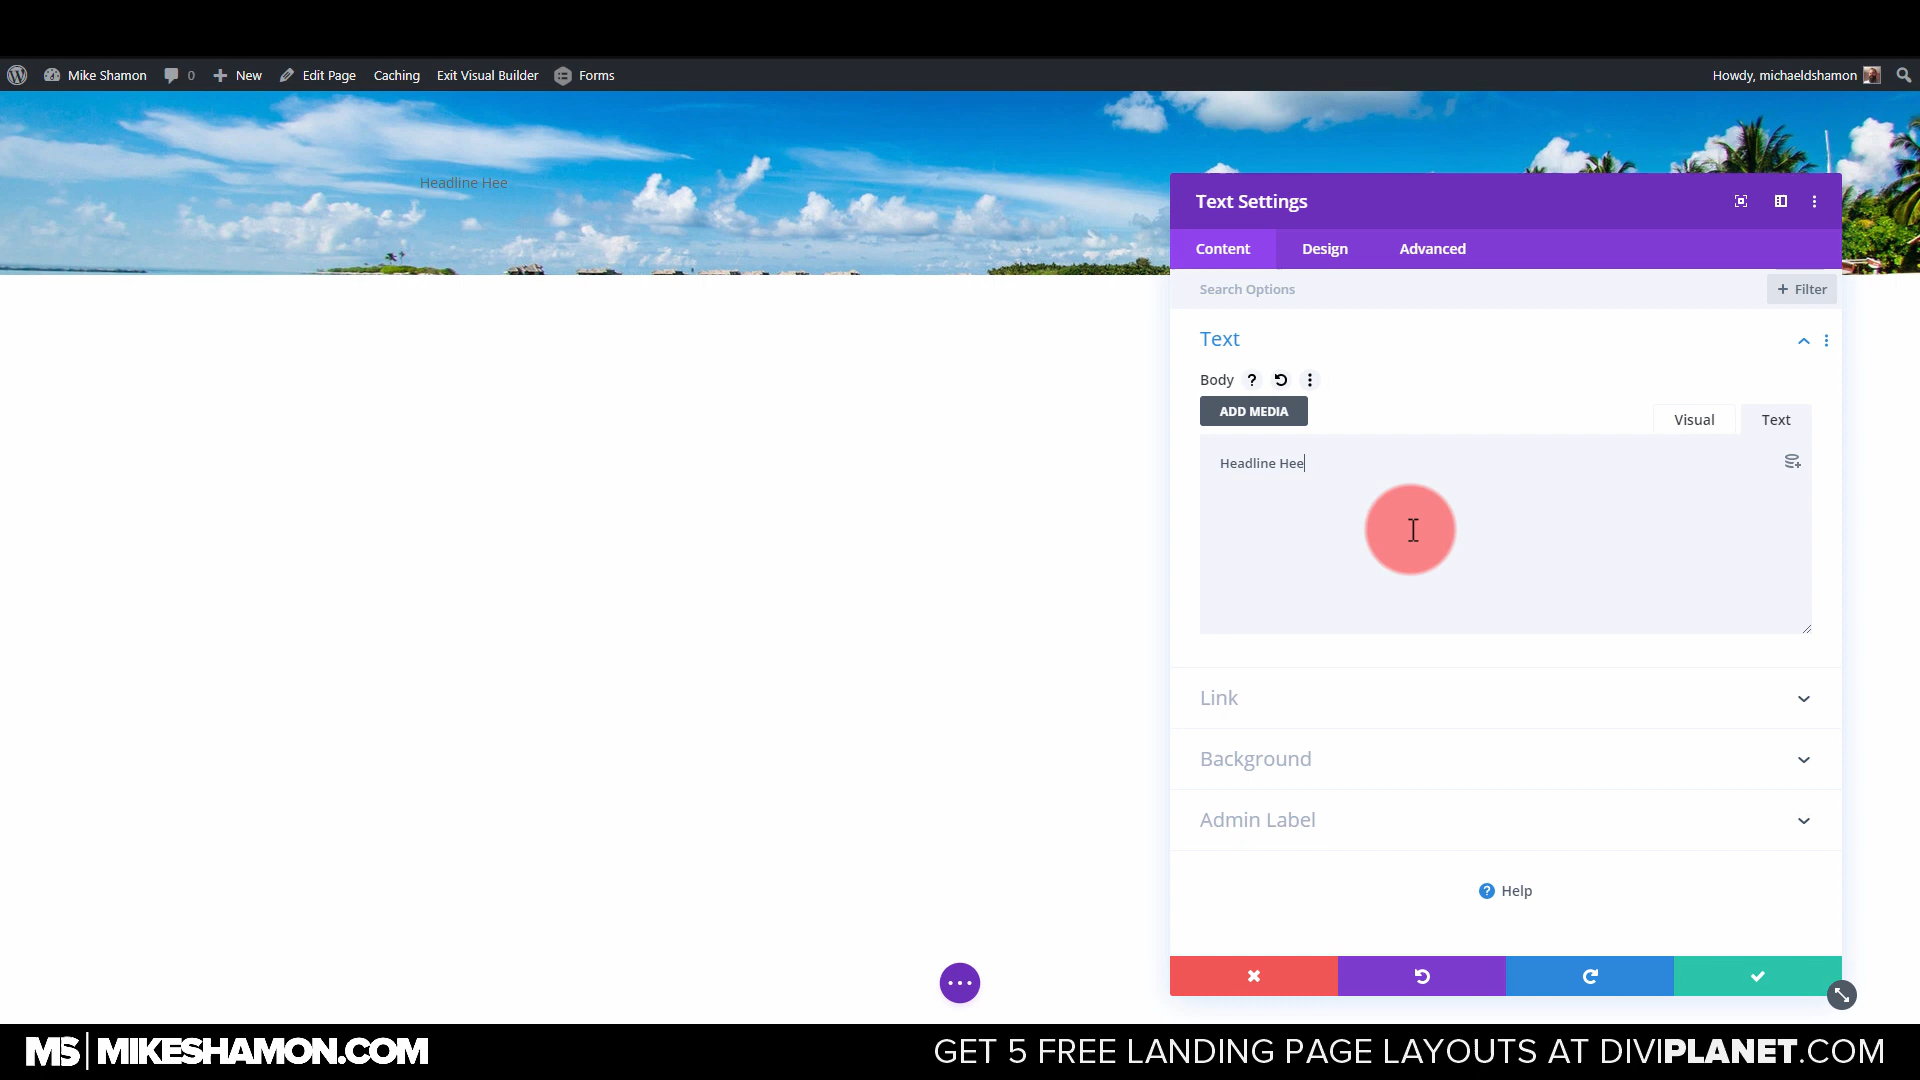 Mike Shamon 0 New Edit Page Caching Exit Visual Builder Forms Howdy, michaeldshamon
Headline Hee
Text Settings
Content Design Advanced
Search Options + Filter
Text
Body ?
ADD MEDIA
Visual Text
Headline Hee
Link
Background
Admin Label
? Help
MS MIKESHAMON.COM GET 5 FREE LANDING PAGE LAYOUTS AT DIVIPLANET.COM